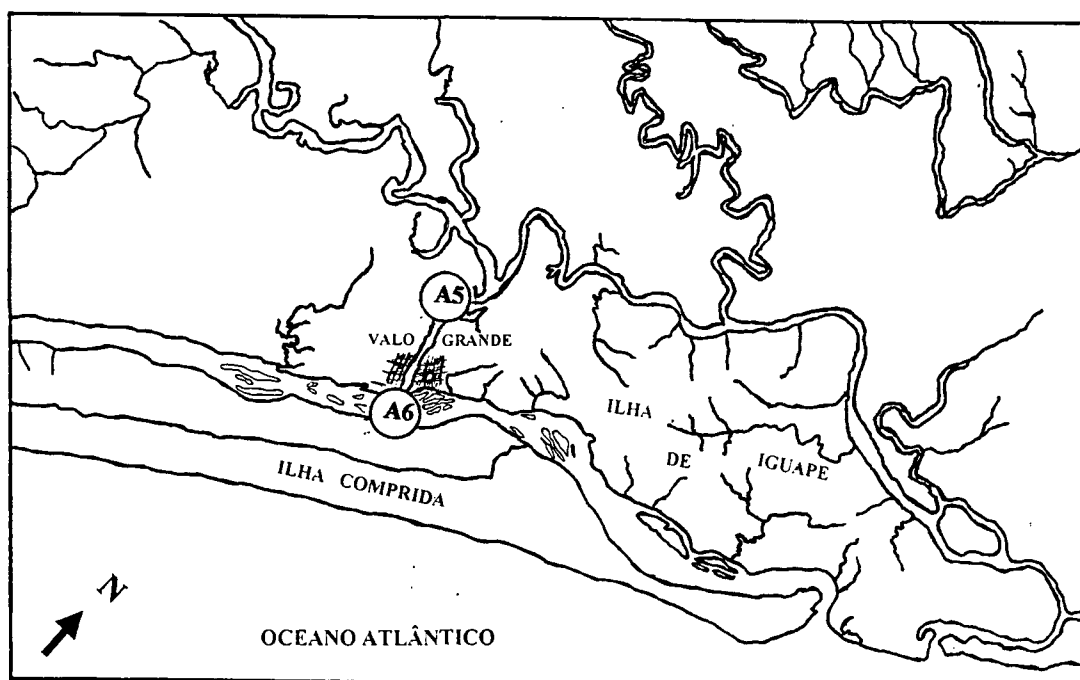 A5
VALO GRANDE
A6
ILHA
DE IGUAPE
ILHA COMPRIDA
N
OCEANO ATLÂNTICO